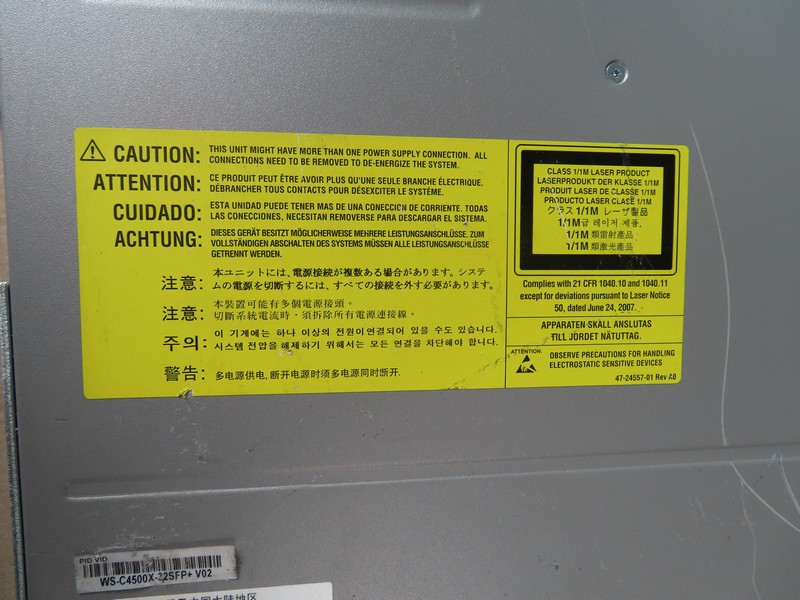 CAUTION: THIS UNIT MIGHT HAVE MORE THAN ONE POWER SUPPLY CONNECTION. ALL
CONNECTIONS NEED TO BE REMOVED TO DE-ENERGIZE THE SYSTEM.
ATTENTION: CE PRODUIT PEUT ÊTRE AVOIR PLUS QU'UNE SEULE BRANCHE ÉLECTRIQUE.
DÉBRANCHER TOUS CONTACTS POUR DÉSEXCITER LE SYSTÈME.
CUIDADO: ESTA UNIDAD PUEDE TENER MAS DE UNA CONECCIÓN DE CORRIENTE. TODAS
LAS CONECCIONES, NECESITAN REMOVERSE PARA DESCARGAR EL SISTEMA.
ACHTUNG: DIESES GERÄT BESITZT MÖGLICHERWEISE MEHRERE LEISTUNGSANSCHLÜSSE. ZUM
VOLLSTÄNDIGEN ABSCHALTEN DES SYSTEMS MÜSSEN ALLE LEISTUNGSANSCHLÜSSE
GETRENNT WERDEN.
注意: 本ユニットには、電源接続が複数ある場合があります。システ
ムの電源を切断するには、すべての接続を外す必要があります。
注意: 本裝置可能有多個電源接頭。
切斷系統電流時，須拆除所有電源連接線。
주의: 이 기계에는 하나 이상의 전원이연결되어 있을 수도 있습니다.
시스템 전압을 해제하기 위해서는 모든 연결을 차단해야 합니다.
警告: 多电源供电, 断开电源时须多电源同时断开.
CLASS 1/1M LASER PRODUCT
LASERPRODUKT DER KLASSE 1/1M
PRODUIT LASER DE CLASSE 1/1M
PRODUCTO LASER CLASE 1/1M
クラス 1/1M レーザ製品
1/1M급 레이저 제품.
1/1M 類雷射產品
1/1M 類激光產品
Complies with 21 CFR 1040.10 and 1040.11
except for deviations pursuant to Laser Notice
50, dated June 24, 2007.
APPARATEN SKALL ANSLUTAS
TILL JORDET NÄTUTTAG.
ATTENTION:
OBSERVE PRECAUTIONS FOR HANDLING
ELECTROSTATIC SENSITIVE DEVICES
47-24557-01 Rev A0
PID VID
WS-C4500X-32SFP+ V02